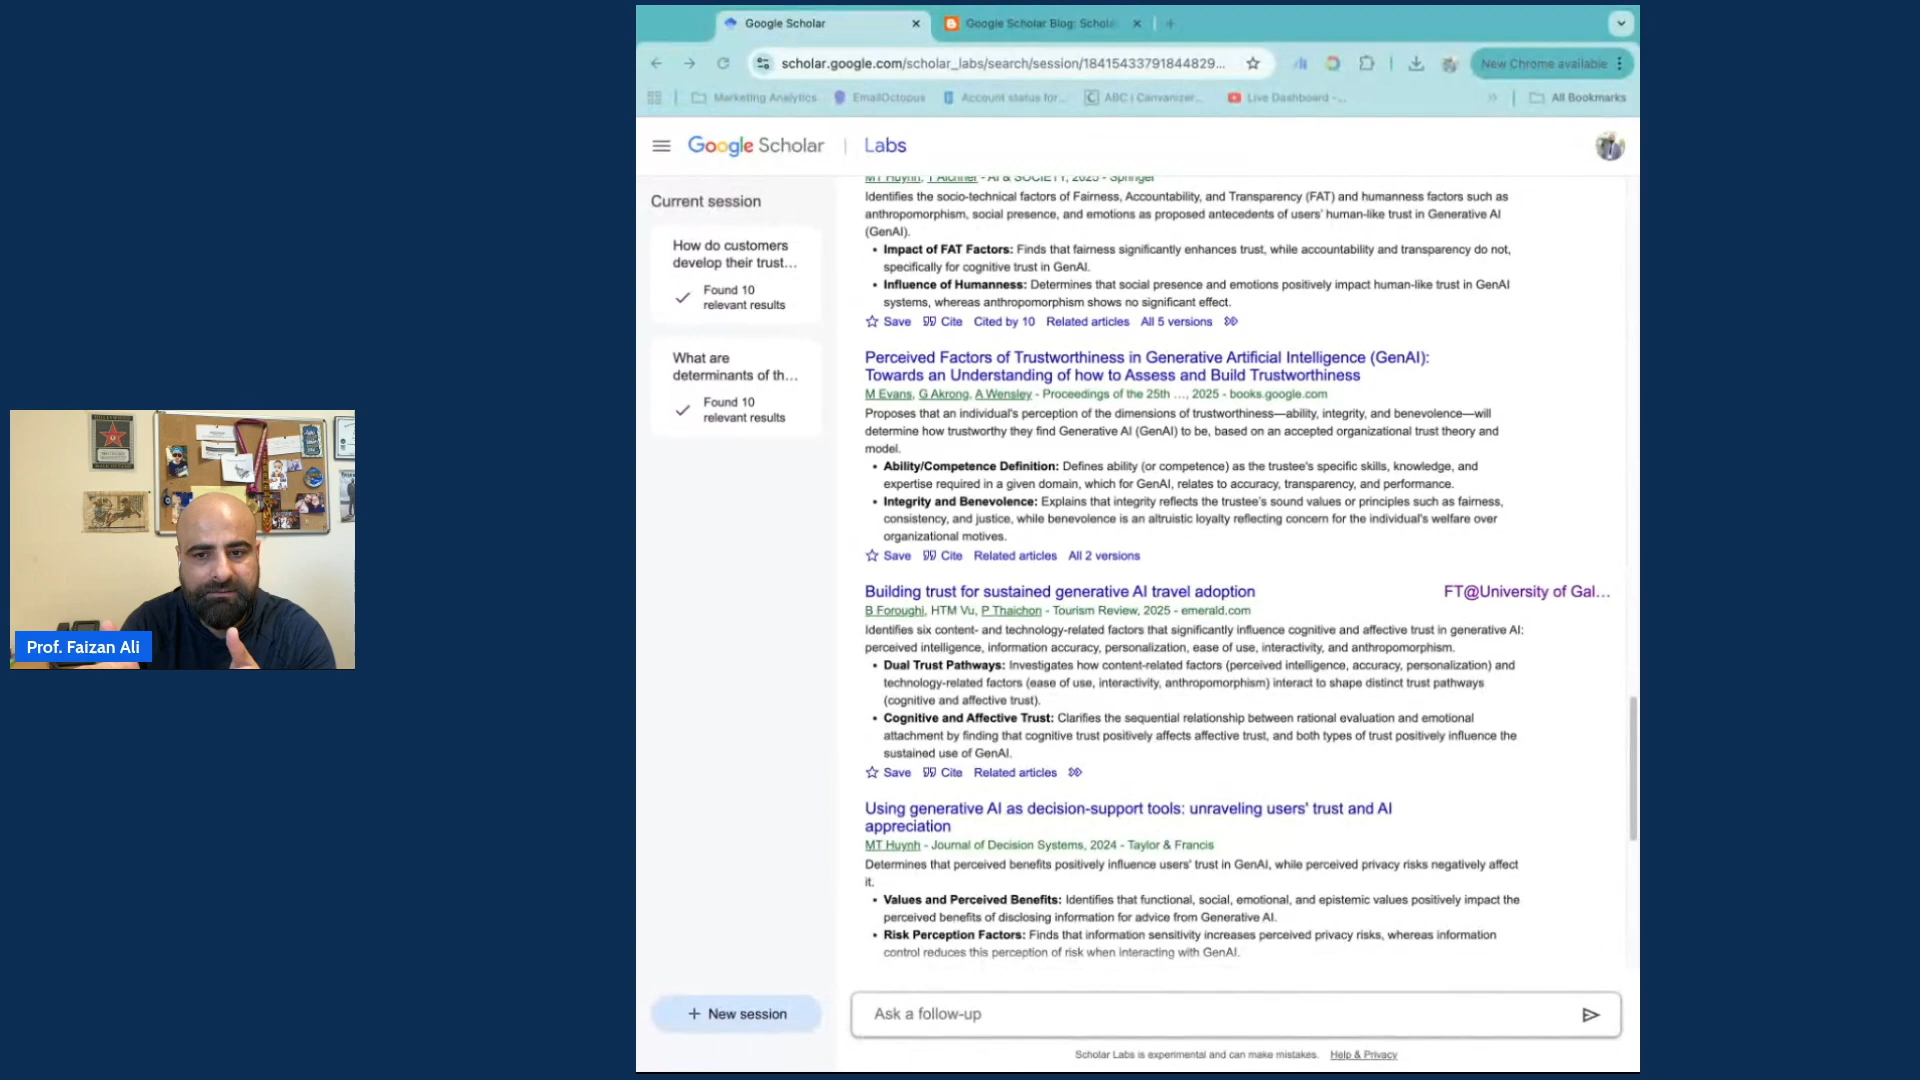 Google Scholar
Google Scholar Blog: Schola
scholar.google.com/scholar_labs/search/session/18415433791844829...
New Chrome available
Marketing Analytics
EmailOctopus
Account status for...
ABC | Canvanizer...
Live Dashboard -...
All Bookmarks
Google Scholar | Labs
Current session
How do customers
develop their trust...
Found 10
relevant results
What are
determinants of th...
Found 10
relevant results
+ New session
MT Huynh, T Aichner - AI & SOCIETY, 2025 - Springer
Identifies the socio-technical factors of Fairness, Accountability, and Transparency (FAT) and humanness factors such as
anthropomorphism, social presence, and emotions as proposed antecedents of users' human-like trust in Generative AI
(GenAI).
• Impact of FAT Factors: Finds that fairness significantly enhances trust, while accountability and transparency do not,
specifically for cognitive trust in GenAI.
• Influence of Humanness: Determines that social presence and emotions positively impact human-like trust in GenAI
systems, whereas anthropomorphism shows no significant effect.
Save Cite Cited by 10 Related articles All 5 versions
Perceived Factors of Trustworthiness in Generative Artificial Intelligence (GenAI):
Towards an Understanding of how to Assess and Build Trustworthiness
M Evans, G Akrong, A Wensley - Proceedings of the 25th …, 2025 - books.google.com
Proposes that an individual's perception of the dimensions of trustworthiness—ability, integrity, and benevolence—will
determine how trustworthy they find Generative AI (GenAI) to be, based on an accepted organizational trust theory and
model.
• Ability/Competence Definition: Defines ability (or competence) as the trustee's specific skills, knowledge, and
expertise required in a given domain, which for GenAI, relates to accuracy, transparency, and performance.
• Integrity and Benevolence: Explains that integrity reflects the trustee's sound values or principles such as fairness,
consistency, and justice, while benevolence is an altruistic loyalty reflecting concern for the individual's welfare over
organizational motives.
Save Cite Related articles All 2 versions
Building trust for sustained generative AI travel adoption
FT@University of Gal...
B Foroughi, HTM Vu, P Thaichon - Tourism Review, 2025 - emerald.com
Identifies six content- and technology-related factors that significantly influence cognitive and affective trust in generative AI:
perceived intelligence, information accuracy, personalization, ease of use, interactivity, and anthropomorphism.
• Dual Trust Pathways: Investigates how content-related factors (perceived intelligence, accuracy, personalization) and
technology-related factors (ease of use, interactivity, anthropomorphism) interact to shape distinct trust pathways
(cognitive and affective trust).
• Cognitive and Affective Trust: Clarifies the sequential relationship between rational evaluation and emotional
attachment by finding that cognitive trust positively affects affective trust, and both types of trust positively influence the
sustained use of GenAI.
Save Cite Related articles
Using generative AI as decision-support tools: unraveling users' trust and AI
appreciation
MT Huynh - Journal of Decision Systems, 2024 - Taylor & Francis
Determines that perceived benefits positively influence users' trust in GenAI, while perceived privacy risks negatively affect
it.
• Values and Perceived Benefits: Identifies that functional, social, emotional, and epistemic values positively impact the
perceived benefits of disclosing information for advice from Generative AI.
• Risk Perception Factors: Finds that information sensitivity increases perceived privacy risks, whereas information
control reduces this perception of risk when interacting with GenAI.
Ask a follow-up
Scholar Labs is experimental and can make mistakes. Help & Privacy
Prof. Faizan Ali